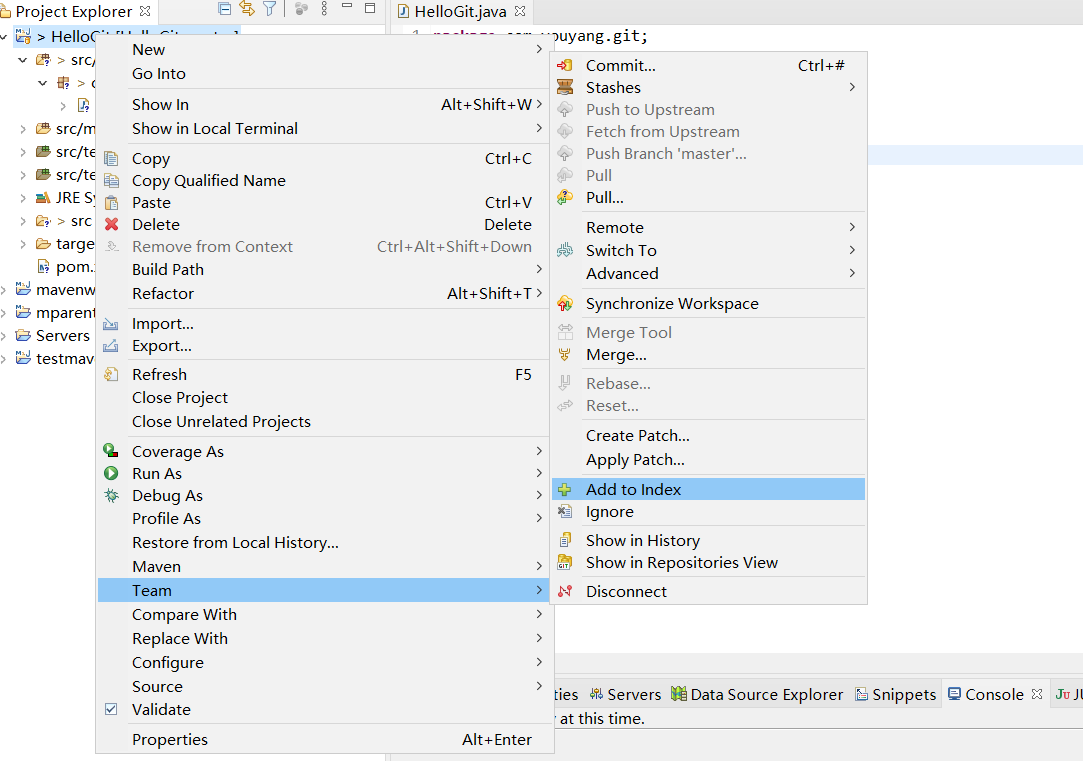 Project Explorer
> HelloGit [HelloGit master]
> src/
> c
src/m
src/te
src/te
JRE Sy
> src
targe
pom.
mavenw
mparent
Servers
testmav
New
Go Into
Show In Alt+Shift+W
Show in Local Terminal
Copy Ctrl+C
Copy Qualified Name
Paste Ctrl+V
Delete Delete
Remove from Context Ctrl+Alt+Shift+Down
Build Path
Refactor Alt+Shift+T
Import...
Export...
Refresh F5
Close Project
Close Unrelated Projects
Coverage As
Run As
Debug As
Profile As
Restore from Local History...
Maven
Team
Compare With
Replace With
Configure
Source
Validate
Properties Alt+Enter
HelloGit.java
1 package com.youyang.git;
Commit... Ctrl+#
Stashes
Push to Upstream
Fetch from Upstream
Push Branch 'master'...
Pull
Pull...
Remote
Switch To
Advanced
Synchronize Workspace
Merge Tool
Merge...
Rebase...
Reset...
Create Patch...
Apply Patch...
Add to Index
Ignore
Show in History
Show in Repositories View
Disconnect
ties Servers Data Source Explorer Snippets Console Ju JU
at this time.